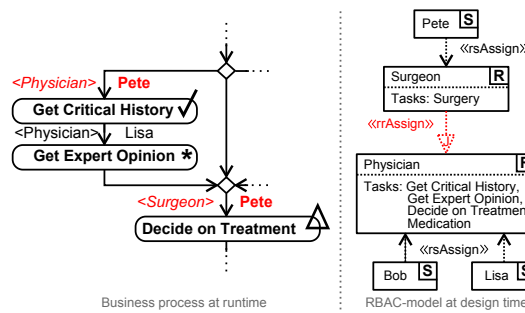 <Physician> Pete
Get Critical History
<Physician> Lisa
Get Expert Opinion *
<Surgeon> Pete
Decide on Treatment
Business process at runtime
Pete S
«rsAssign»
Surgeon R
Tasks: Surgery
«rrAssign»
Physician R
Tasks: Get Critical History,
Get Expert Opinion,
Decide on Treatment
Medication
«rsAssign»
Bob S
Lisa S
RBAC-model at design time